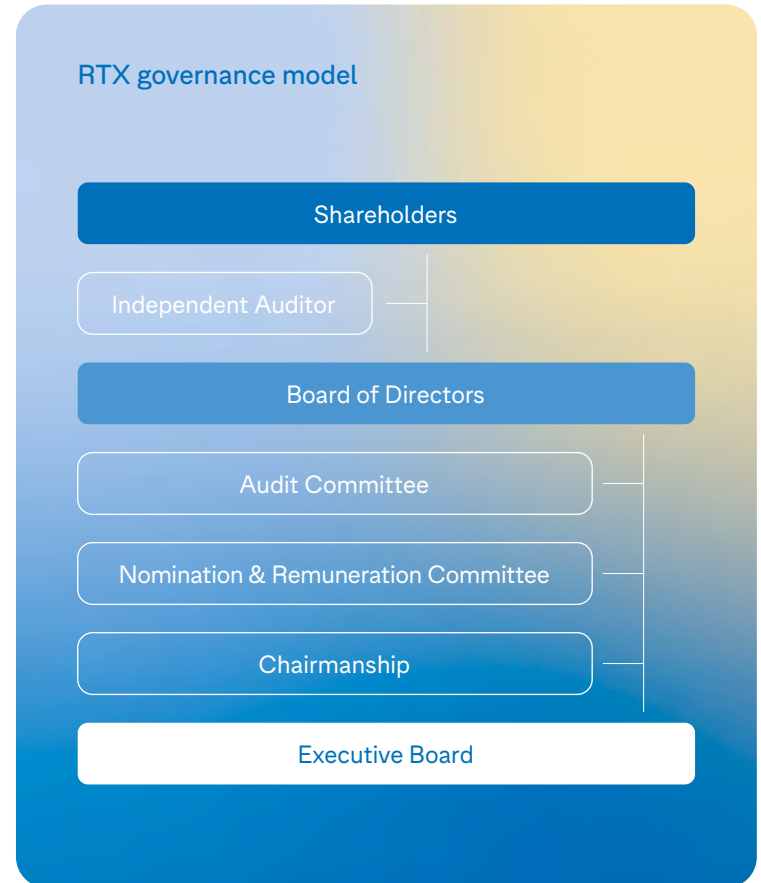 RTX governance model
Shareholders
Independent Auditor
Board of Directors
Audit Committee
Nomination & Remuneration Committee
Chairmanship
Executive Board